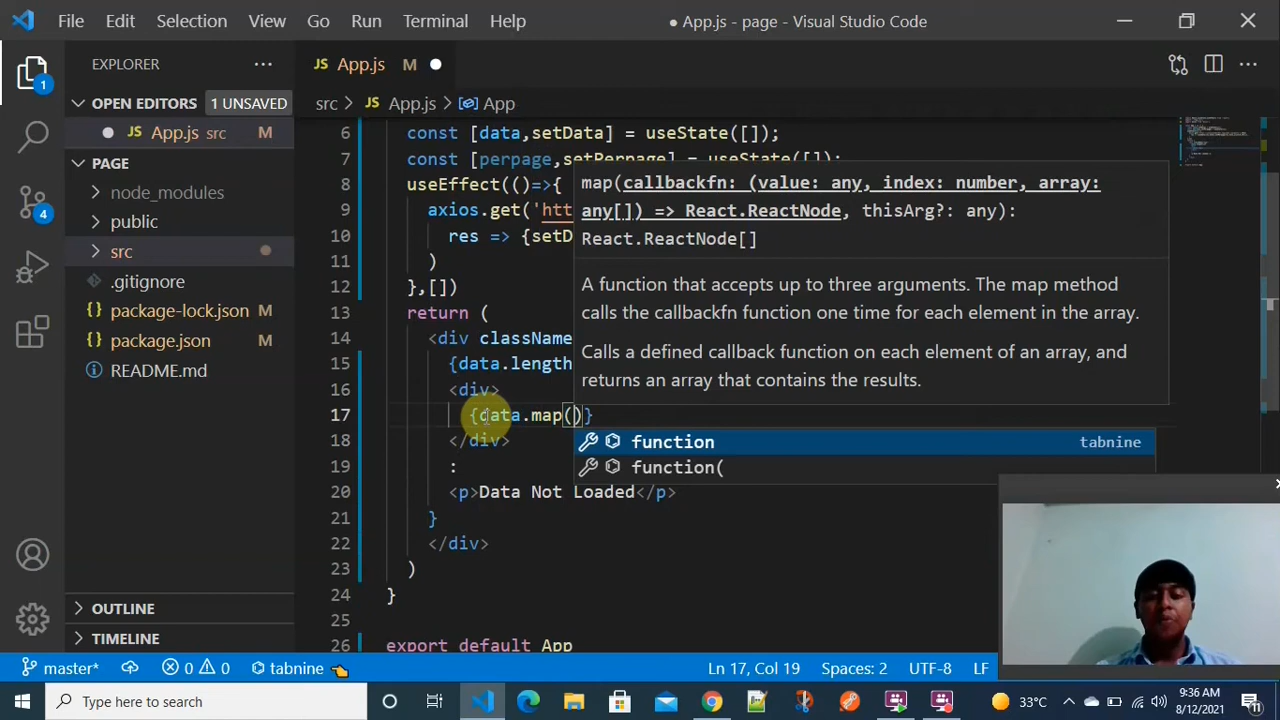 File Edit Selection View Go Run Terminal Help
● App.js - page - Visual Studio Code
EXPLORER
JS App.js M
1
OPEN EDITORS 1 UNSAVED
src > JS App.js > App
JS App.js src M
6 const [data,setData] = useState([]);
PAGE
7 const [perpage,setPerpage] = useState([]);
node_modules
8 useEffect(()=>{
public
9 axios.get('htt
src
10 res => {setD
.gitignore
11 )
package-lock.json M
12 },[])
package.json M
13 return (
README.md
14 <div className
15 {data.length
16 <div>
17 {data.map()}
18 </div>
19 :
20 <p>Data Not Loaded</p>
21 }
22 </div>
23 )
24 }
25
26 export default App
map(callbackfn: (value: any, index: number, array:
any[]) => React.ReactNode, thisArg?: any):
React.ReactNode[]
A function that accepts up to three arguments. The map method
calls the callbackfn function one time for each element in the array.
Calls a defined callback function on each element of an array, and
returns an array that contains the results.
function tabnine
function(
4
OUTLINE
TIMELINE
master* 0 0 tabnine Ln 17, Col 19 Spaces: 2 UTF-8 LF
Type here to search
33°C
9:36 AM
8/12/2021
11